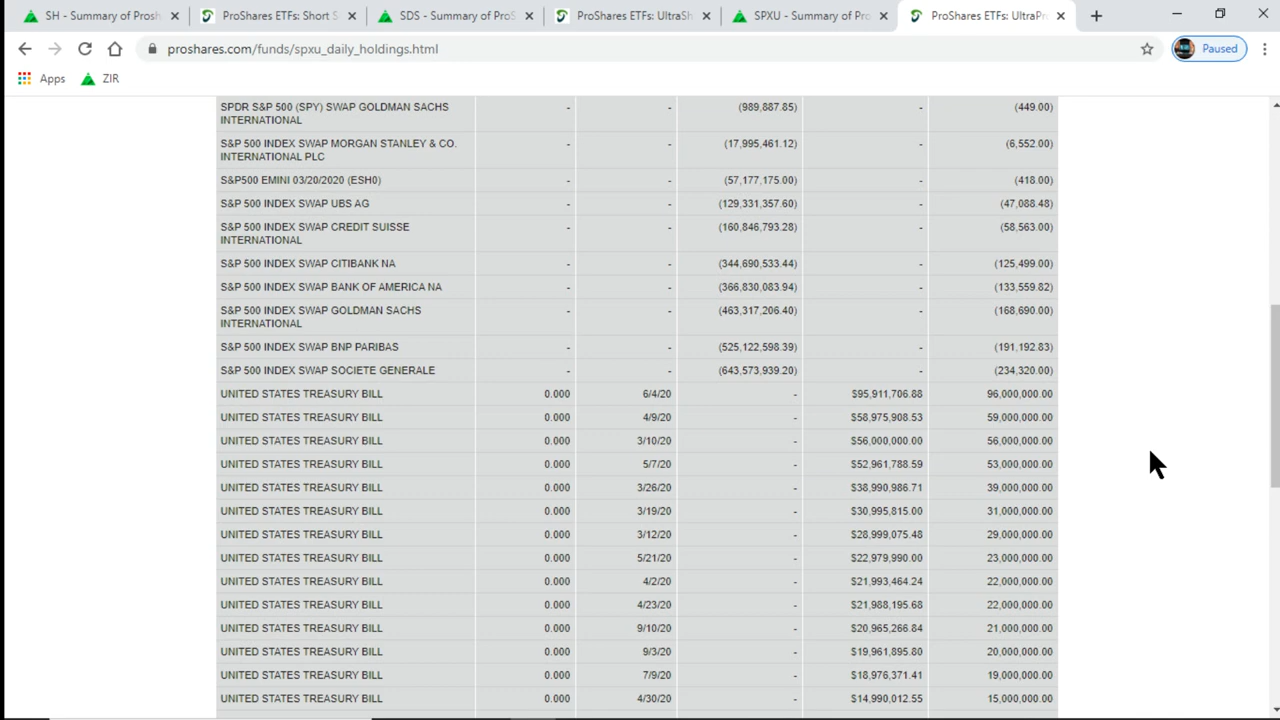 SH - Summary of Prosh
ProShares ETFs: Short S
SDS - Summary of ProS
ProShares ETFs: UltraSh
SPXU - Summary of Pro
ProShares ETFs: UltraPr
proshares.com/funds/spxu_daily_holdings.html
Paused
Apps
ZIR
SPDR S&P 500 (SPY) SWAP GOLDMAN SACHS
INTERNATIONAL - - (989,887.85) - (449.00)
S&P 500 INDEX SWAP MORGAN STANLEY & CO.
INTERNATIONAL PLC - - (17,995,461.12) - (6,552.00)
S&P500 EMINI 03/20/2020 (ESH0) - - (57,177,175.00) - (418.00)
S&P 500 INDEX SWAP UBS AG - - (129,331,357.60) - (47,088.48)
S&P 500 INDEX SWAP CREDIT SUISSE
INTERNATIONAL - - (160,846,793.28) - (58,563.00)
S&P 500 INDEX SWAP CITIBANK NA - - (344,690,533.44) - (125,499.00)
S&P 500 INDEX SWAP BANK OF AMERICA NA - - (366,830,083.94) - (133,559.82)
S&P 500 INDEX SWAP GOLDMAN SACHS
INTERNATIONAL - - (463,317,206.40) - (168,690.00)
S&P 500 INDEX SWAP BNP PARIBAS - - (525,122,598.39) - (191,192.83)
S&P 500 INDEX SWAP SOCIETE GENERALE - - (643,573,939.20) - (234,320.00)
UNITED STATES TREASURY BILL 0.000 6/4/20 - $95,911,706.88 96,000,000.00
UNITED STATES TREASURY BILL 0.000 4/9/20 - $58,975,908.53 59,000,000.00
UNITED STATES TREASURY BILL 0.000 3/10/20 - $56,000,000.00 56,000,000.00
UNITED STATES TREASURY BILL 0.000 5/7/20 - $52,961,788.59 53,000,000.00
UNITED STATES TREASURY BILL 0.000 3/26/20 - $38,990,986.71 39,000,000.00
UNITED STATES TREASURY BILL 0.000 3/19/20 - $30,995,815.00 31,000,000.00
UNITED STATES TREASURY BILL 0.000 3/12/20 - $28,999,075.48 29,000,000.00
UNITED STATES TREASURY BILL 0.000 5/21/20 - $22,979,990.00 23,000,000.00
UNITED STATES TREASURY BILL 0.000 4/2/20 - $21,993,464.24 22,000,000.00
UNITED STATES TREASURY BILL 0.000 4/23/20 - $21,988,195.68 22,000,000.00
UNITED STATES TREASURY BILL 0.000 9/10/20 - $20,965,266.84 21,000,000.00
UNITED STATES TREASURY BILL 0.000 9/3/20 - $19,961,895.80 20,000,000.00
UNITED STATES TREASURY BILL 0.000 7/9/20 - $18,976,371.41 19,000,000.00
UNITED STATES TREASURY BILL 0.000 4/30/20 - $14,990,012.55 15,000,000.00